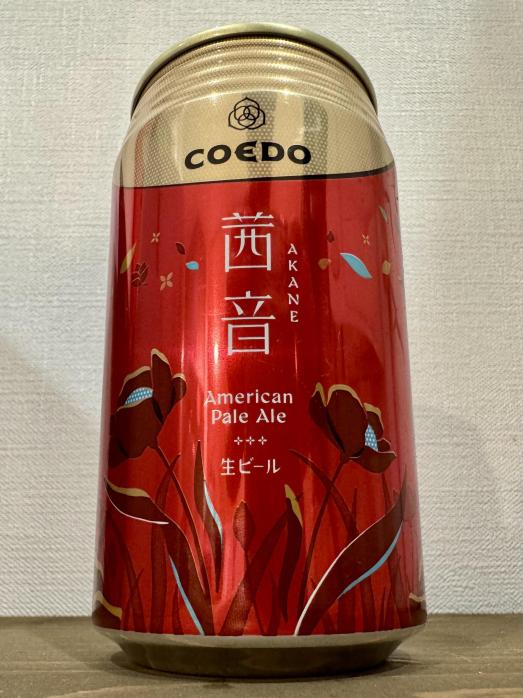 COEDO
茜音
AKANE
American
Pale Ale
生ビール